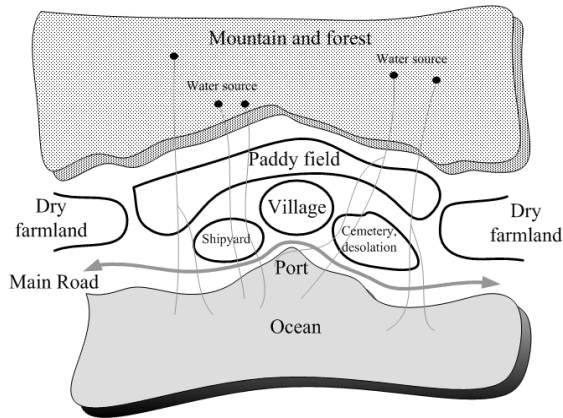 Mountain and forest
Water source
Water source
Paddy field
Village
Dry
farmland
Shipyard
Cemetery,
desolation
Dry
farmland
Main Road
Port
Ocean